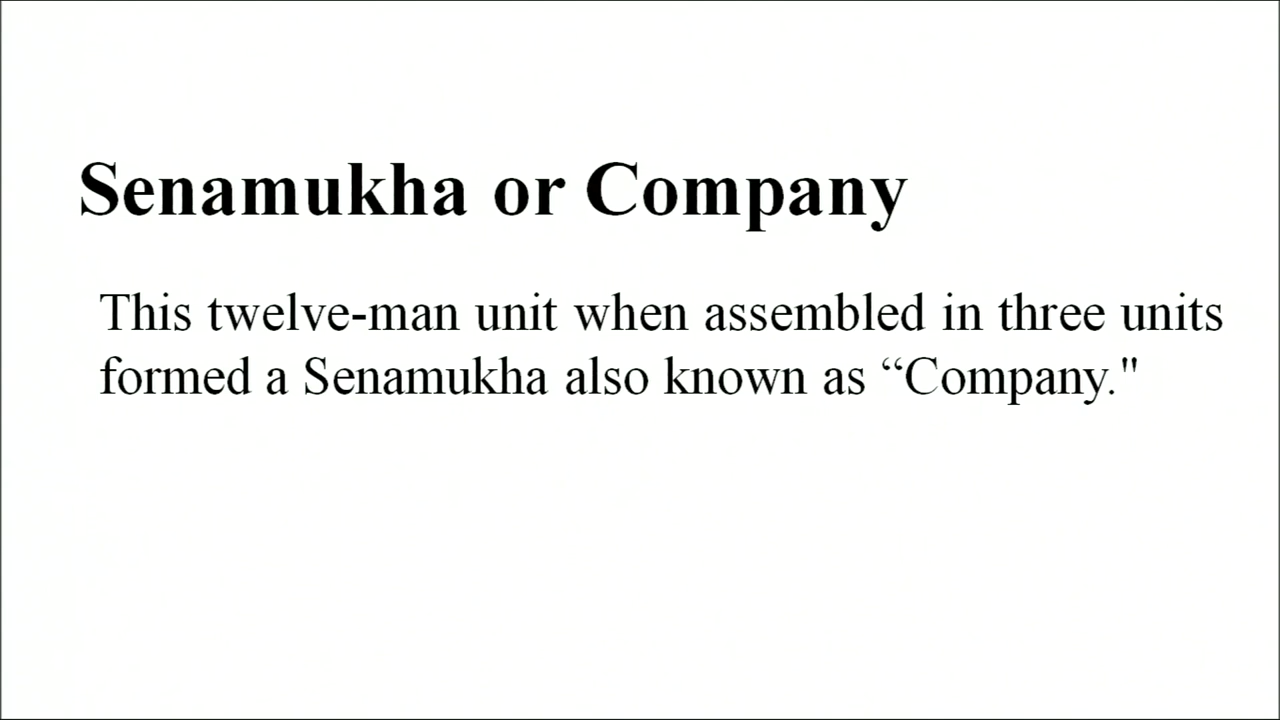 Senamukha or Company
This twelve-man unit when assembled in three units
formed a Senamukha also known as “Company."